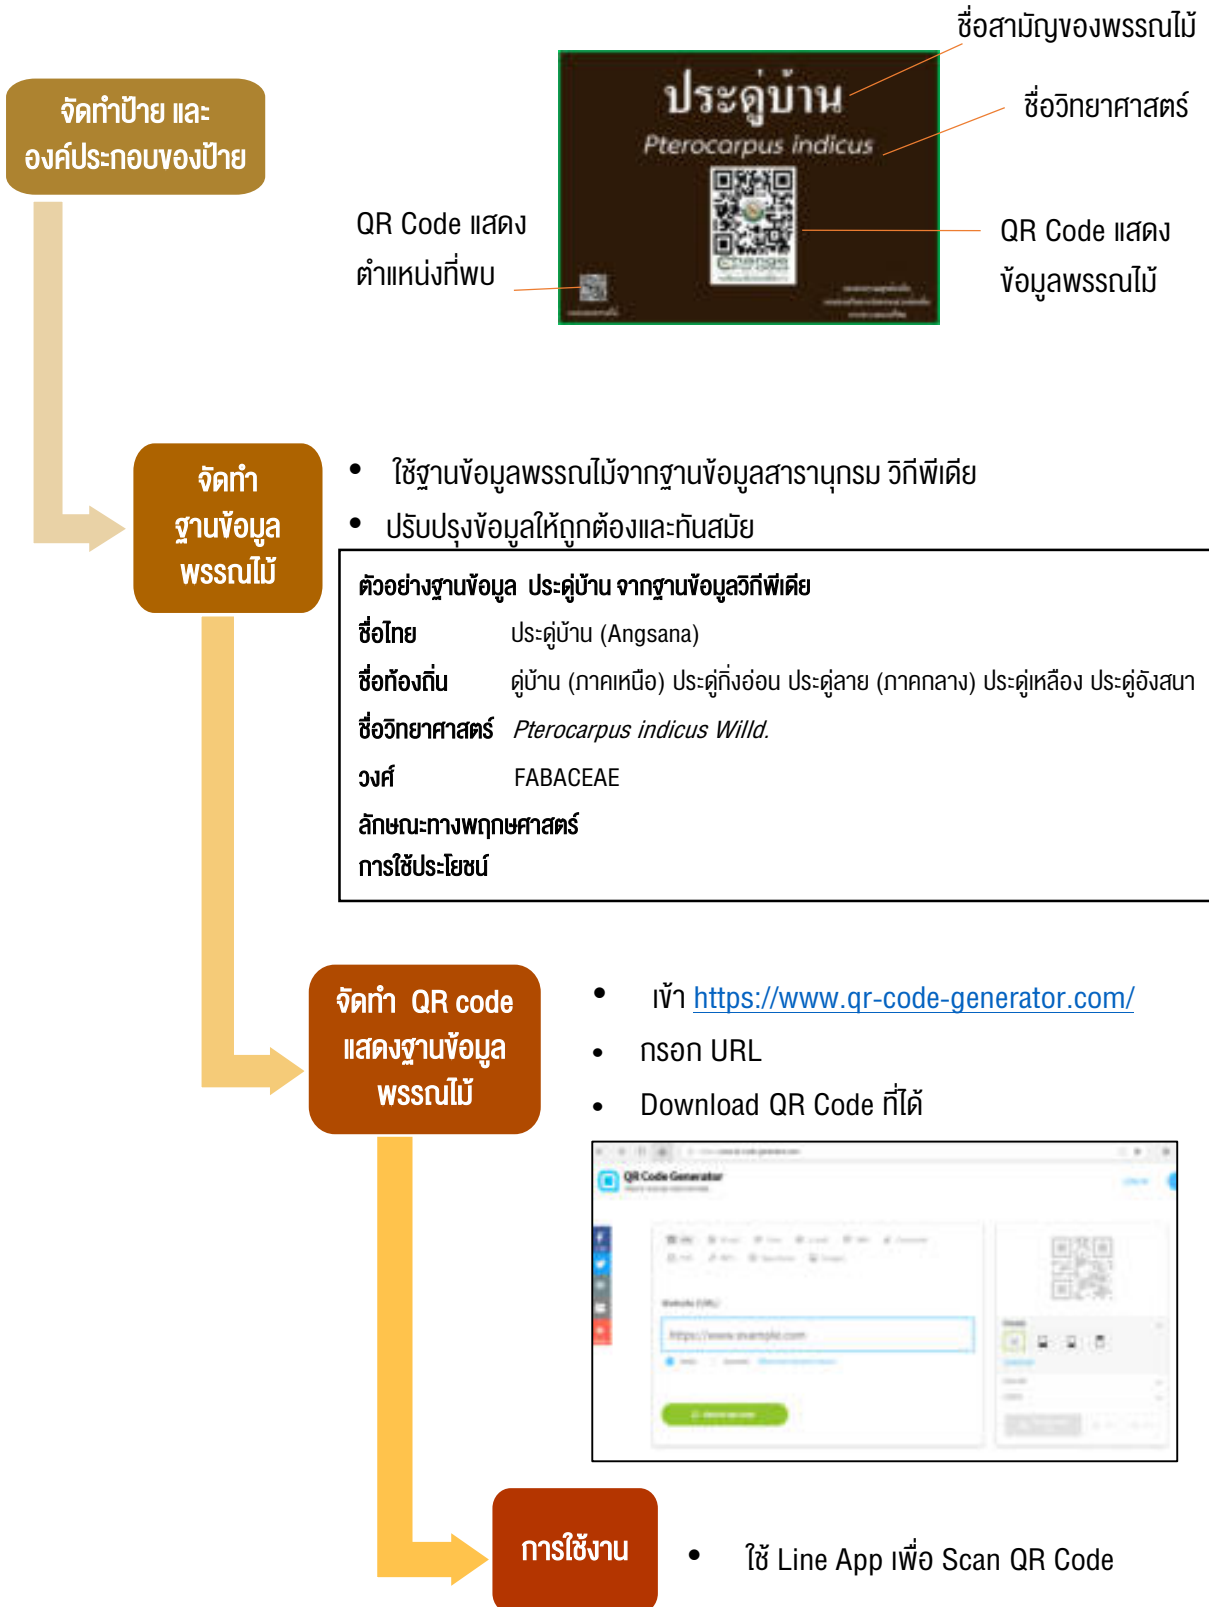 ชื่อสามัญของพรรณไม้
จัดทำป้าย และ
องค์ประกอบของป้าย
ประดู่บ้าน
Pterocarpus indicus
ชื่อวิทยาศาสตร์
QR Code แสดง
ตำแหน่งที่พบ
Change
QR Code แสดง
ข้อมูลพรรณไม้
จัดทำ
ฐานข้อมูล
พรรณไม้
• ใช้ฐานข้อมูลพรรณไม้จากฐานข้อมูลสารานุกรม วิกีพีเดีย
• ปรับปรุงข้อมูลให้ถูกต้องและทันสมัย
ตัวอย่างฐานข้อมูล ประดู่บ้าน จากฐานข้อมูลวิกีพีเดีย
ชื่อไทย ประดู่บ้าน (Angsana)
ชื่อท้องถิ่น ดู่บ้าน (ภาคเหนือ) ประดู่กิ่งอ่อน ประดู่ลาย (ภาคกลาง) ประดู่เหลือง ประดู่อังสนา
ชื่อวิทยาศาสตร์ Pterocarpus indicus Willd.
วงศ์ FABACEAE
ลักษณะทางพฤกษศาสตร์
การใช้ประโยชน์
จัดทำ QR code
แสดงฐานข้อมูล
พรรณไม้
• เข้า https://www.qr-code-generator.com/
• กรอก URL
• Download QR Code ที่ได้
QR Code Generator
Website (URL)
https://www.example.com
การใช้งาน
• ใช้ Line App เพื่อ Scan QR Code